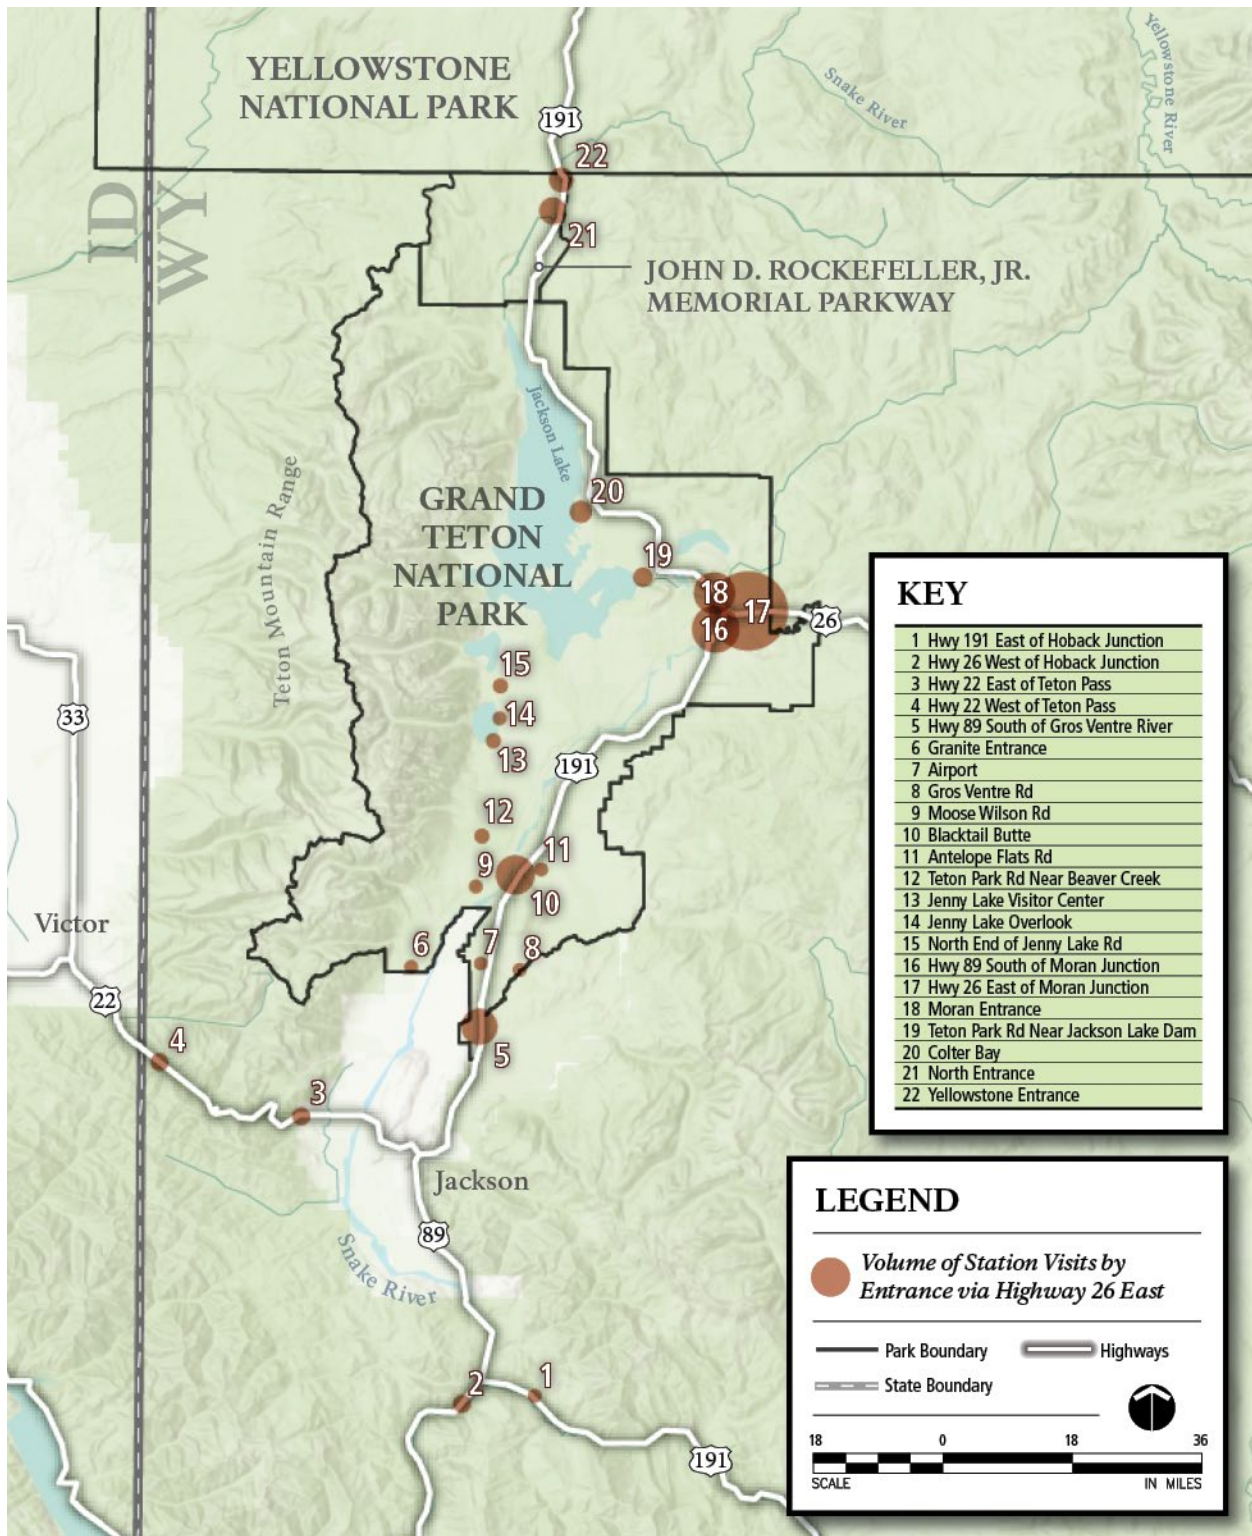 YELLOWSTONE
NATIONAL PARK
Snake River
Yellowstone River
191
22
ID
WY
21
JOHN D. ROCKEFELLER, JR.
MEMORIAL PARKWAY
Jackson Lake
Teton Mountain Range
GRAND
TETON
NATIONAL
PARK
20
19
18
17
16
26
15
14
13
33
191
12
11
9
10
Victor
6
7
8
22
4
5
3
Jackson
89
Snake River
2
1
191
KEY
1 Hwy 191 East of Hoback Junction
2 Hwy 26 West of Hoback Junction
3 Hwy 22 East of Teton Pass
4 Hwy 22 West of Teton Pass
5 Hwy 89 South of Gros Ventre River
6 Granite Entrance
7 Airport
8 Gros Ventre Rd
9 Moose Wilson Rd
10 Blacktail Butte
11 Antelope Flats Rd
12 Teton Park Rd Near Beaver Creek
13 Jenny Lake Visitor Center
14 Jenny Lake Overlook
15 North End of Jenny Lake Rd
16 Hwy 89 South of Moran Junction
17 Hwy 26 East of Moran Junction
18 Moran Entrance
19 Teton Park Rd Near Jackson Lake Dam
20 Colter Bay
21 North Entrance
22 Yellowstone Entrance
LEGEND
Volume of Station Visits by
Entrance via Highway 26 East
Park Boundary
Highways
State Boundary
18 0 18 36
SCALE IN MILES